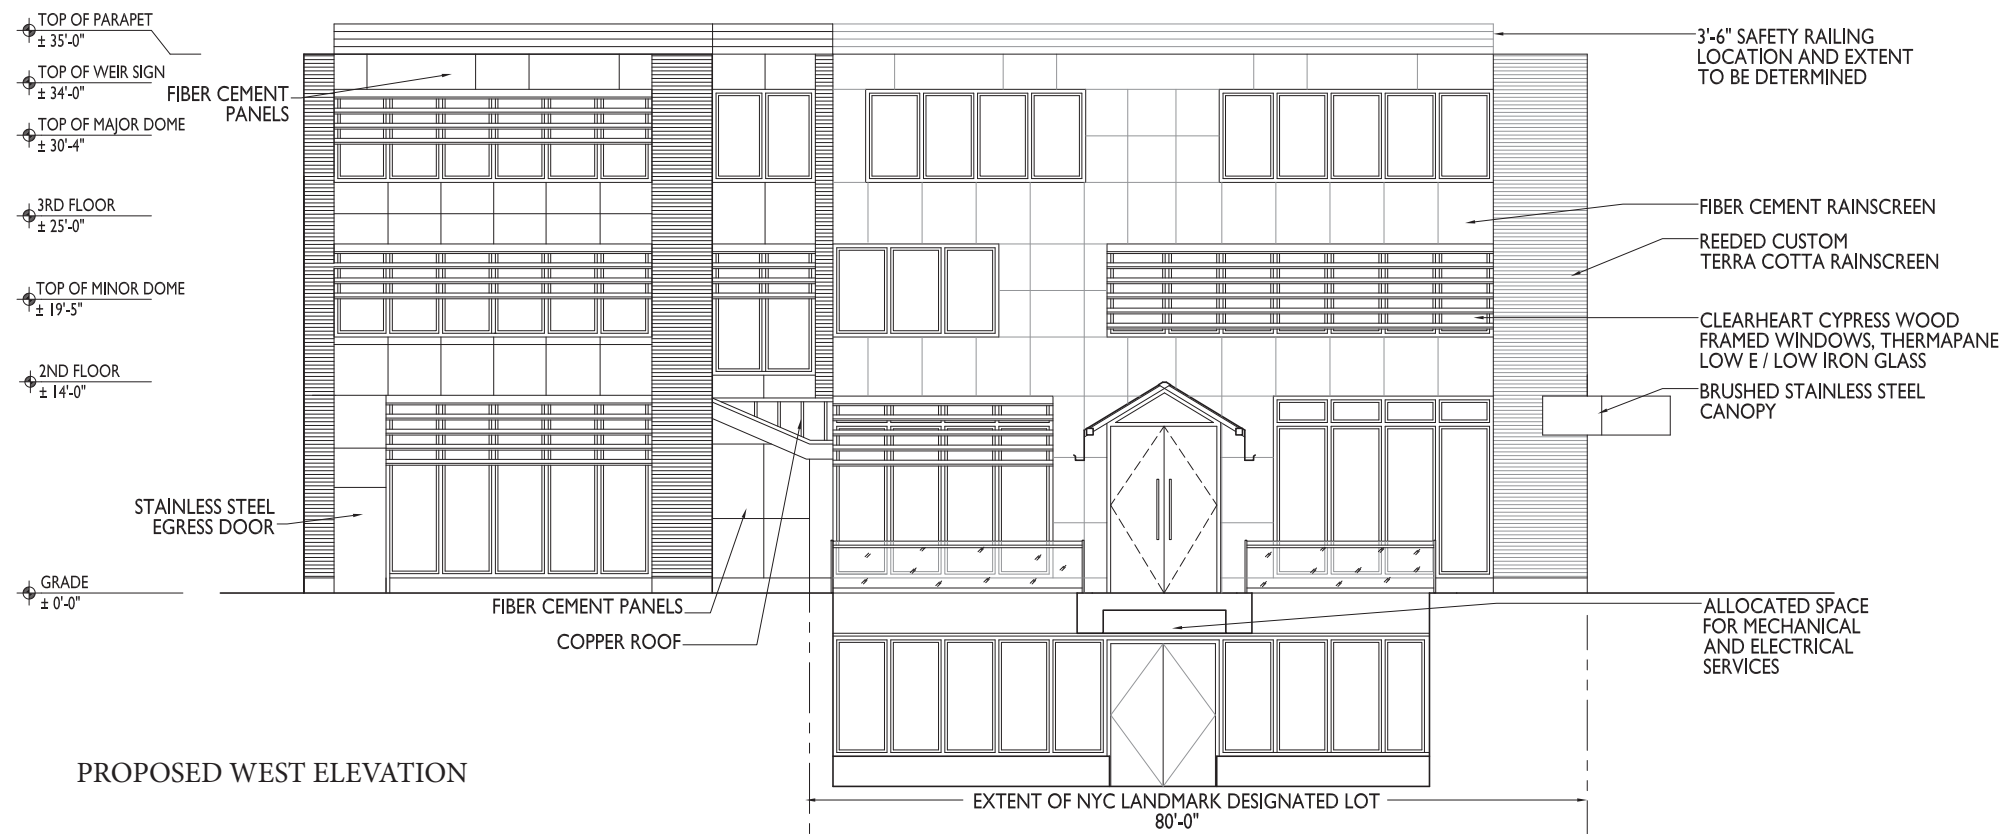 TOP OF PARAPET
± 35'-0"
TOP OF WEIR SIGN
± 34'-0"
TOP OF MAJOR DOME
± 30'-4"
3RD FLOOR
± 25'-0"
TOP OF MINOR DOME
± 19'-5"
2ND FLOOR
± 14'-0"
GRADE
± 0'-0"
FIBER CEMENT
PANELS
STAINLESS STEEL
EGRESS DOOR
FIBER CEMENT PANELS
COPPER ROOF
3'-6" SAFETY RAILING
LOCATION AND EXTENT
TO BE DETERMINED
FIBER CEMENT RAINSCREEN
REEDED CUSTOM
TERRA COTTA RAINSCREEN
CLEARHEART CYPRESS WOOD
FRAMED WINDOWS, THERMAPANE
LOW E / LOW IRON GLASS
BRUSHED STAINLESS STEEL
CANOPY
ALLOCATED SPACE
FOR MECHANICAL
AND ELECTRICAL
SERVICES
PROPOSED WEST ELEVATION
EXTENT OF NYC LANDMARK DESIGNATED LOT
80'-0"